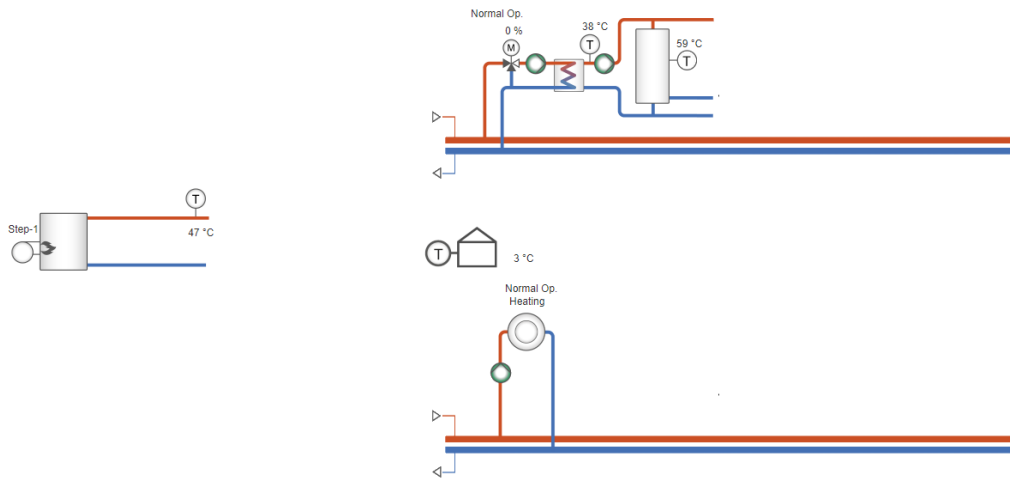 Normal Op.
0 %
M
38 °C
T
59 °C
T
T
47 °C
Step-1
T
3 °C
Normal Op.
Heating